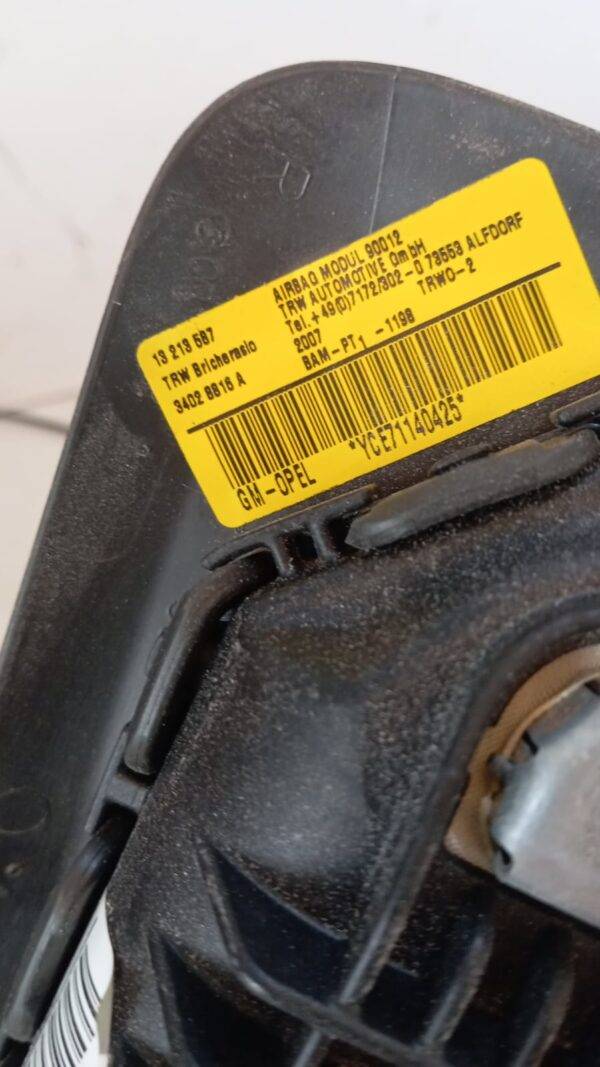 AIRBAG MODUL 90012
TRW AUTOMOTIVE GmbH
Tel. +49(0)7172/302-0 73553 ALFDORF
2007 TRWO-2
BAM-PT1 -1198
13 213 587
TRW Bricherasio
3402 8816 A
*YCE71140425*
GM-OPEL